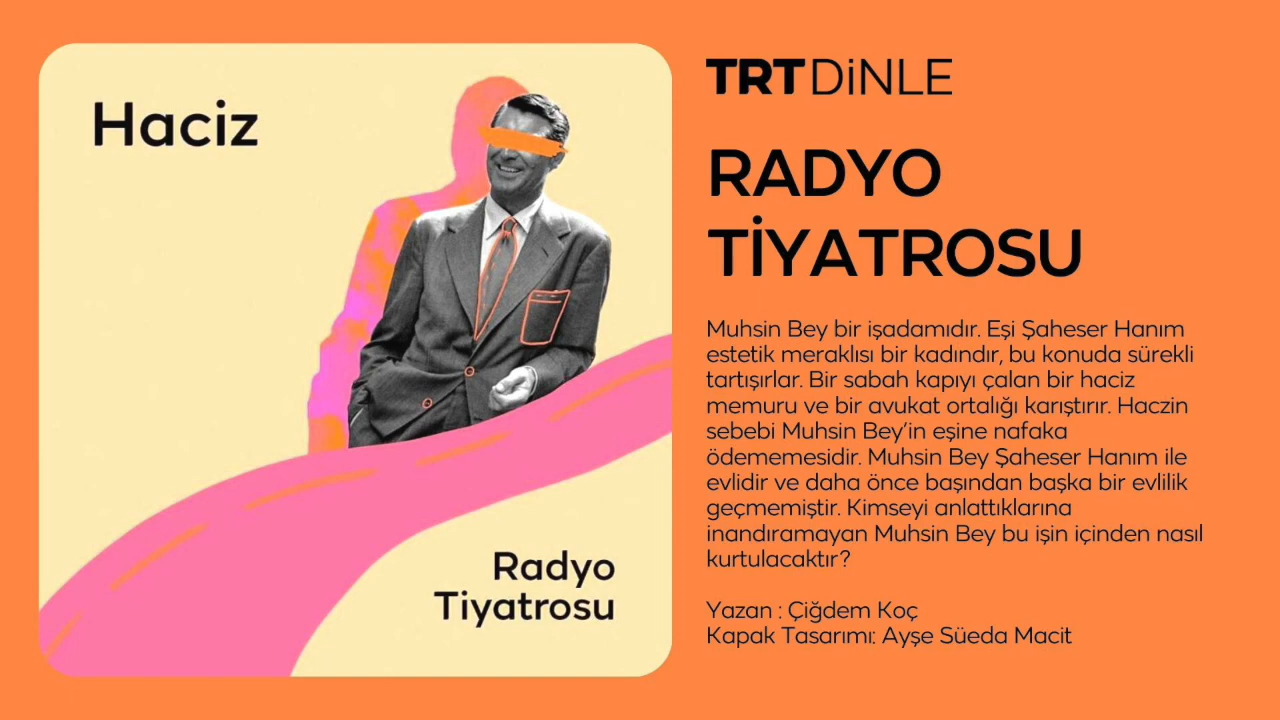 Haciz
Radyo
Tiyatrosu
TRT DiNLE
RADYO
TİYATROSU
Muhsin Bey bir işadamıdır. Eşi Şaheser Hanım
estetik meraklısı bir kadındır, bu konuda sürekli
tartışırlar. Bir sabah kapıyı çalan bir haciz
memuru ve bir avukat ortalığı karıştırır. Haczin
sebebi Muhsin Bey’in eşine nafaka
ödememesidir. Muhsin Bey Şaheser Hanım ile
evlidir ve daha önce başından başka bir evlilik
geçmemiştir. Kimseyi anlattıklarına
inandıramayan Muhsin Bey bu işin içinden nasıl
kurtulacaktır?
Yazan : Çiğdem Koç
Kapak Tasarımı: Ayşe Süeda Macit